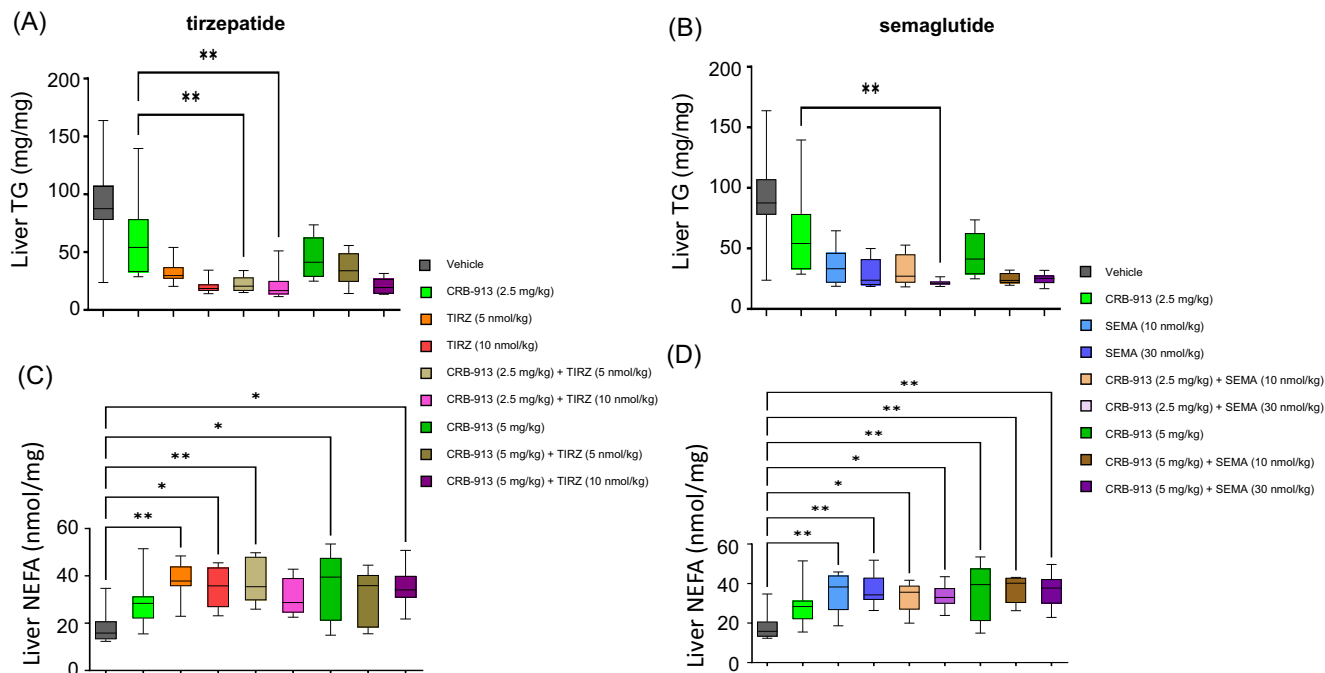 (A)
tirzepatide
**
**
Liver TG (mg/mg)
200
150
100
50
0
(B)
semaglutide
**
Liver TG (mg/mg)
200
150
100
50
0
Vehicle
CRB-913 (2.5 mg/kg)
TIRZ (5 nmol/kg)
TIRZ (10 nmol/kg)
CRB-913 (2.5 mg/kg) + TIRZ (5 nmol/kg)
CRB-913 (2.5 mg/kg) + TIRZ (10 nmol/kg)
CRB-913 (5 mg/kg)
CRB-913 (5 mg/kg) + TIRZ (5 nmol/kg)
CRB-913 (5 mg/kg) + TIRZ (10 nmol/kg)
Vehicle
CRB-913 (2.5 mg/kg)
SEMA (10 nmol/kg)
SEMA (30 nmol/kg)
CRB-913 (2.5 mg/kg) + SEMA (10 nmol/kg)
CRB-913 (2.5 mg/kg) + SEMA (30 nmol/kg)
CRB-913 (5 mg/kg)
CRB-913 (5 mg/kg) + SEMA (10 nmol/kg)
CRB-913 (5 mg/kg) + SEMA (30 nmol/kg)
(C)
*
*
**
*
**
Liver NEFA (nmol/mg)
60
40
20
0
(D)
**
**
**
*
*
**
**
Liver NEFA (nmol/mg)
60
40
20
0